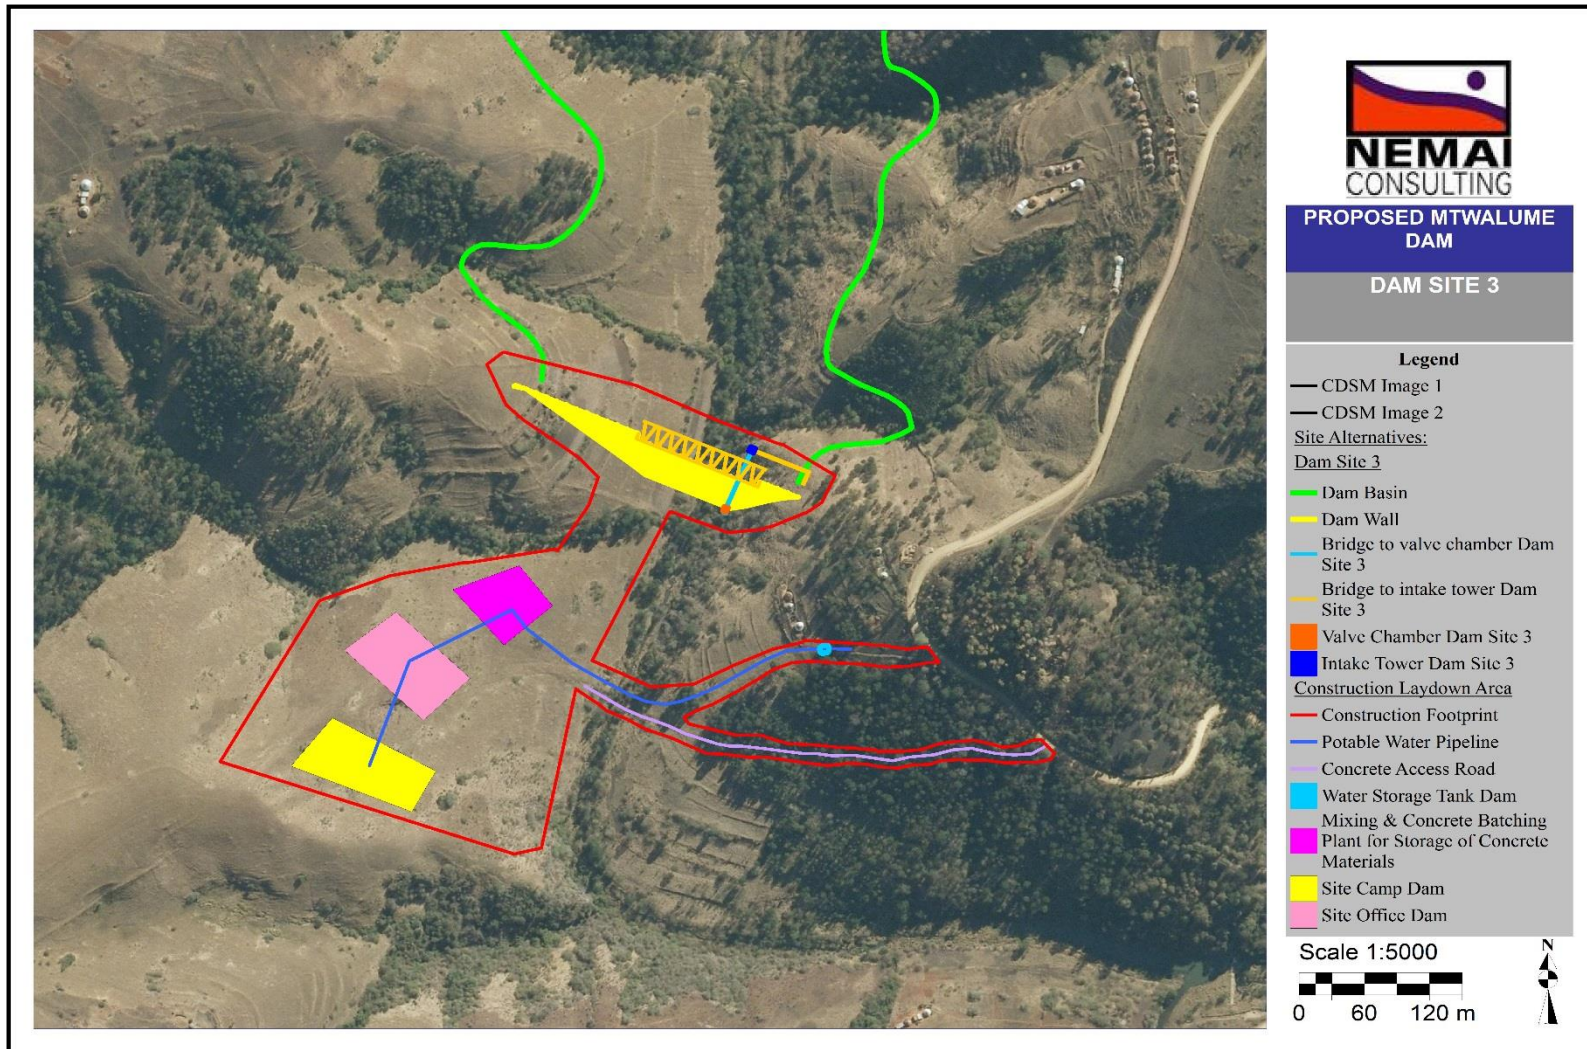 NEMAI
CONSULTING
PROPOSED MTWALUME
DAM
DAM SITE 3
Legend
CDSM Image 1
CDSM Image 2
Site Alternatives:
Dam Site 3
Dam Basin
Dam Wall
Bridge to valve chamber Dam
Site 3
Bridge to intake tower Dam
Site 3
Valve Chamber Dam Site 3
Intake Tower Dam Site 3
Construction Laydown Area
Construction Footprint
Potable Water Pipeline
Concrete Access Road
Water Storage Tank Dam
Mixing & Concrete Batching
Plant for Storage of Concrete
Materials
Site Camp Dam
Site Office Dam
Scale 1:5000
N
0 60 120 m